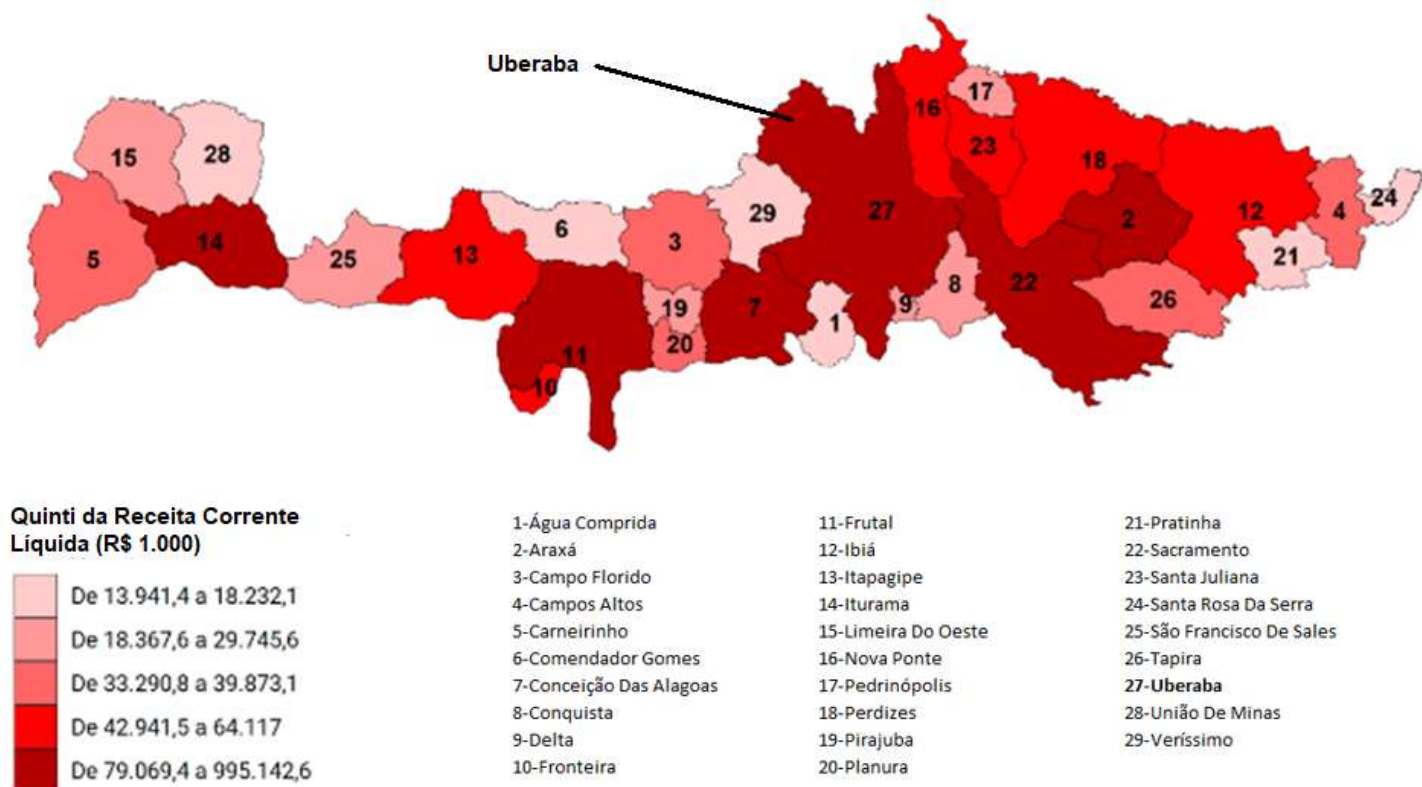 Uberaba
17
16
15
28
23
18
24
27
12
4
29
6
2
3
13
14
21
5
25
8
22
26
9
19
7
1
20
11
10
Quinti da Receita Corrente
Líquida (R$ 1.000)
De 13.941,4 a 18.232,1
De 18.367,6 a 29.745,6
De 33.290,8 a 39.873,1
De 42.941,5 a 64.117
De 79.069,4 a 995.142,6
1-Água Comprida
2-Araxá
3-Campo Florido
4-Campos Altos
5-Carneirinho
6-Comendador Gomes
7-Conceição Das Alagoas
8-Conquista
9-Delta
10-Fronteira
11-Frutal
12-Ibiá
13-Itapagipe
14-Iturama
15-Limeira Do Oeste
16-Nova Ponte
17-Pedrinópolis
18-Perdizes
19-Pirajuba
20-Planura
21-Pratinha
22-Sacramento
23-Santa Juliana
24-Santa Rosa Da Serra
25-São Francisco De Sales
26-Tapira
27-Uberaba
28-União De Minas
29-Veríssimo